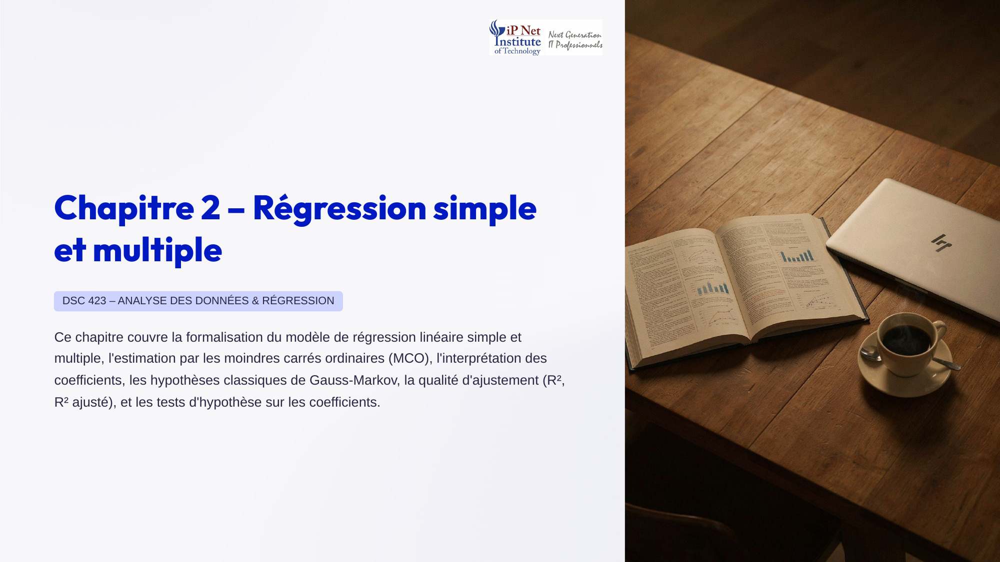 iP Net
Institute
of Technology
Next Generation
IT Professionnels
Chapitre 2 – Régression simple
et multiple
DSC 423 – ANALYSE DES DONNÉES & RÉGRESSION
Ce chapitre couvre la formalisation du modèle de régression linéaire simple et
multiple, l'estimation par les moindres carrés ordinaires (MCO), l'interprétation des
coefficients, les hypothèses classiques de Gauss-Markov, la qualité d'ajustement (R²,
R² ajusté), et les tests d'hypothèse sur les coefficients.